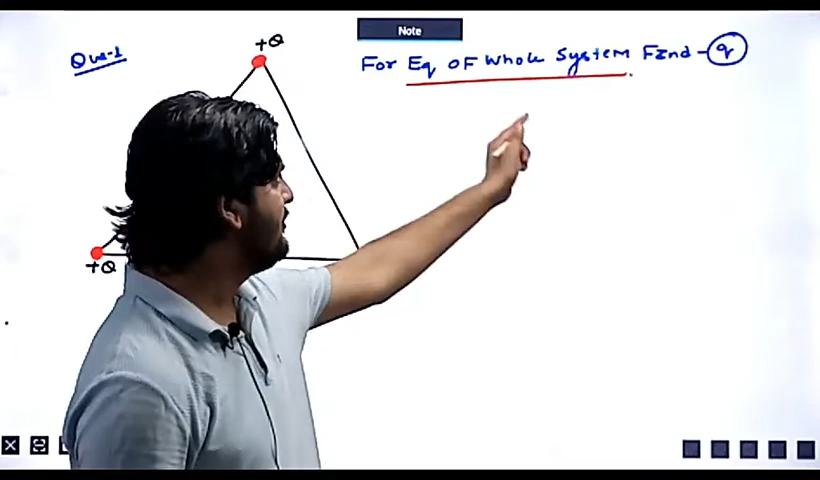 Note
Que-1
+Q
For Eq OF Whole System Find - q
+Q